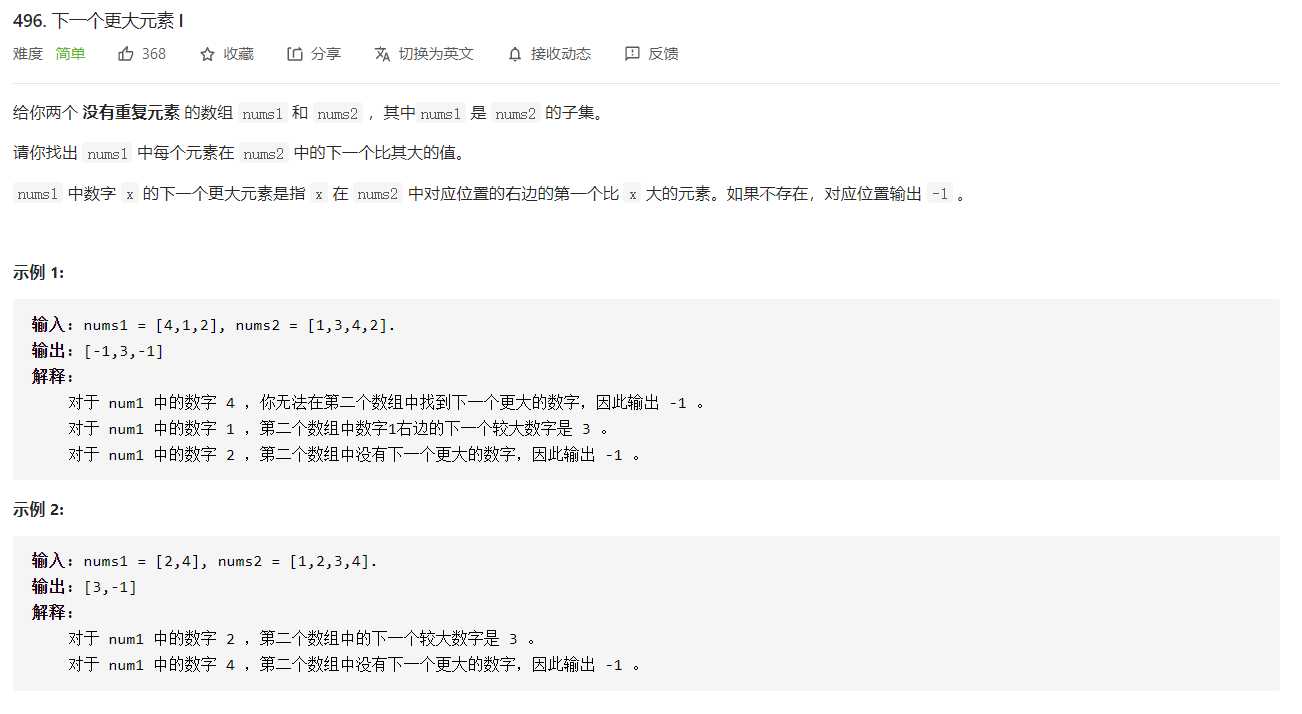 496. 下一个更大元素 I
难度 简单 368 收藏 分享 切换为英文 接收动态 反馈
给你两个 没有重复元素 的数组 nums1 和 nums2 ，其中 nums1 是 nums2 的子集。
请你找出 nums1 中每个元素在 nums2 中的下一个比其大的值。
nums1 中数字 x 的下一个更大元素是指 x 在 nums2 中对应位置的右边的第一个比 x 大的元素。如果不存在，对应位置输出 -1 。
示例 1:
输入: nums1 = [4,1,2], nums2 = [1,3,4,2].
输出: [-1,3,-1]
解释:
对于 num1 中的数字 4 ，你无法在第二个数组中找到下一个更大的数字，因此输出 -1 。
对于 num1 中的数字 1 ，第二个数组中数字1右边的下一个较大数字是 3 。
对于 num1 中的数字 2 ，第二个数组中没有下一个更大的数字，因此输出 -1 。
示例 2:
输入: nums1 = [2,4], nums2 = [1,2,3,4].
输出: [3,-1]
解释:
对于 num1 中的数字 2 ，第二个数组中的下一个较大数字是 3 。
对于 num1 中的数字 4 ，第二个数组中没有下一个更大的数字，因此输出 -1 。